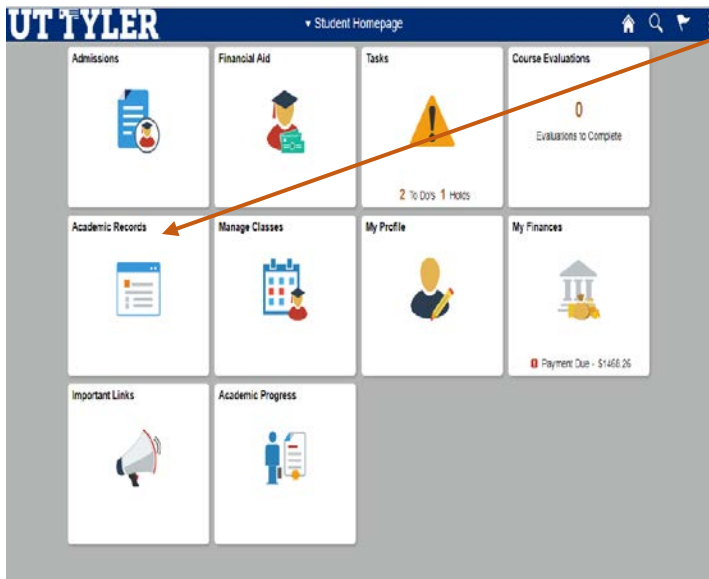 UT TYLER
▾ Student Homepage
Admissions
Financial Aid
Tasks
2 To Do's 1 Holds
Course Evaluations
0
Evaluations to Complete
Academic Records
Manage Classes
My Profile
My Finances
Payment Due - $1468.26
Important Links
Academic Progress